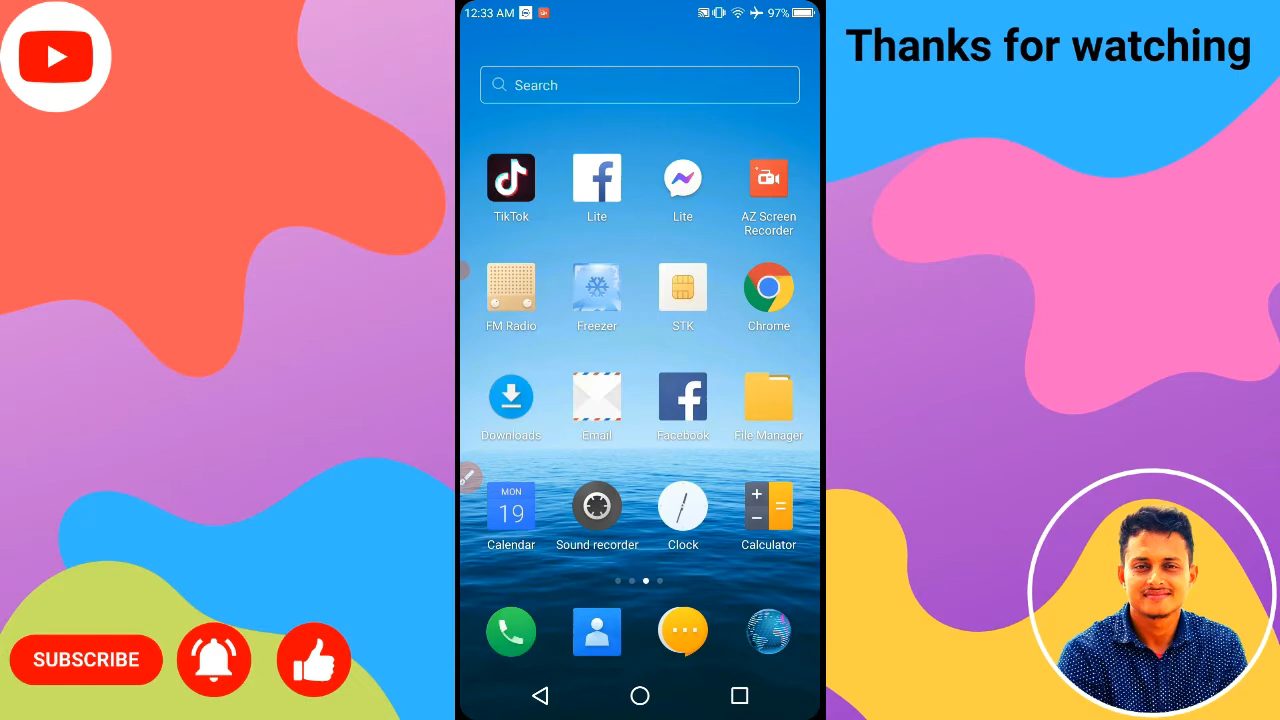 12:33 AM
97%
Thanks for watching
Search
TikTok
Lite
Lite
AZ Screen
Recorder
FM Radio
Freezer
STK
Chrome
Downloads
Email
Facebook
File Manager
MON
19
Calendar
Sound recorder
Clock
Calculator
SUBSCRIBE